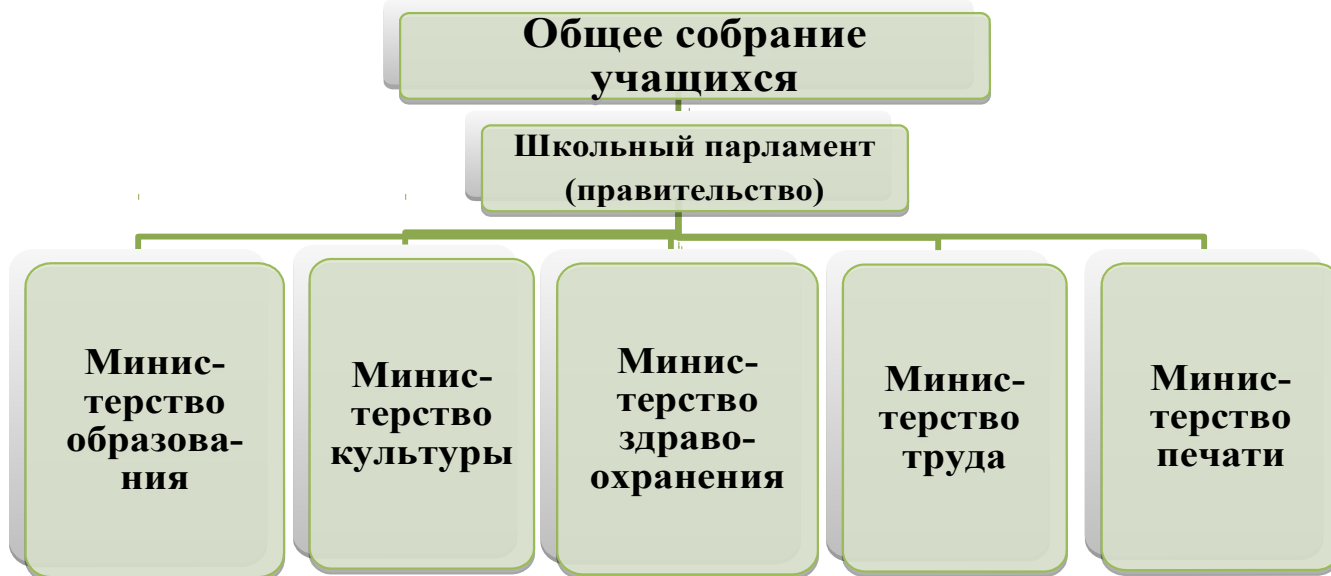 Общее собрание
учащихся
Школьный парламент
(правительство)
Минис-
терство
образова-
ния
Минис-
терство
культуры
Минис-
терство
здраво-
охранения
Минис-
терство
труда
Минис-
терство
печати